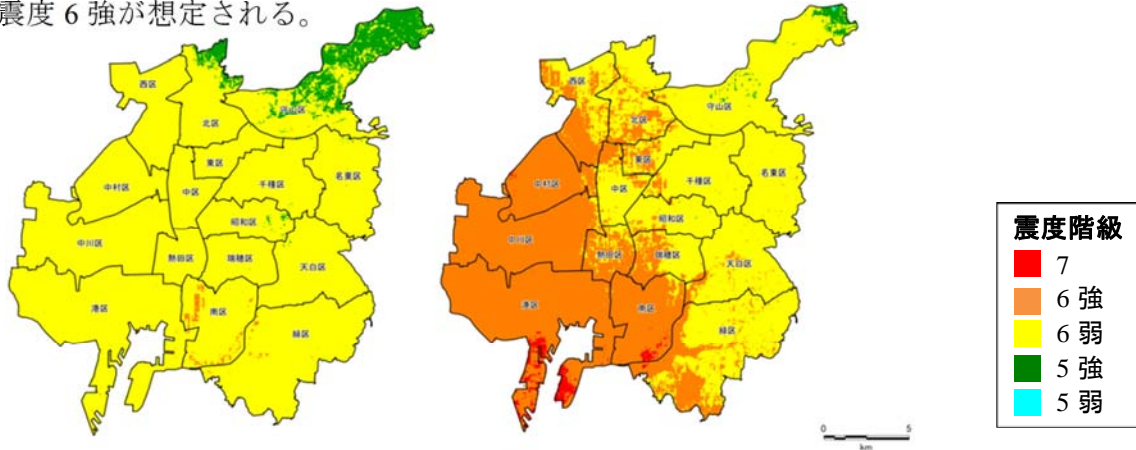 震度 6 強が想定される。
西区
守山区
北区
東区
中村区
中区
千種区
名東区
昭和区
中川区
熱田区
瑞穂区
天白区
港区
南区
緑区
西区
守山区
北区
東区
中村区
中区
千種区
名東区
昭和区
中川区
熱田区
瑞穂区
天白区
港区
南区
緑区
震度階級
7
6 強
6 弱
5 強
5 弱
0 5
km